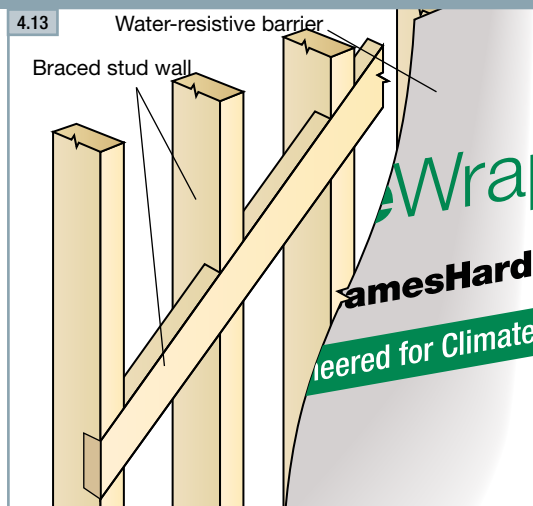 4.13
Water-resistive barrier
Braced stud wall
eWrap
amesHard
neered for Climate